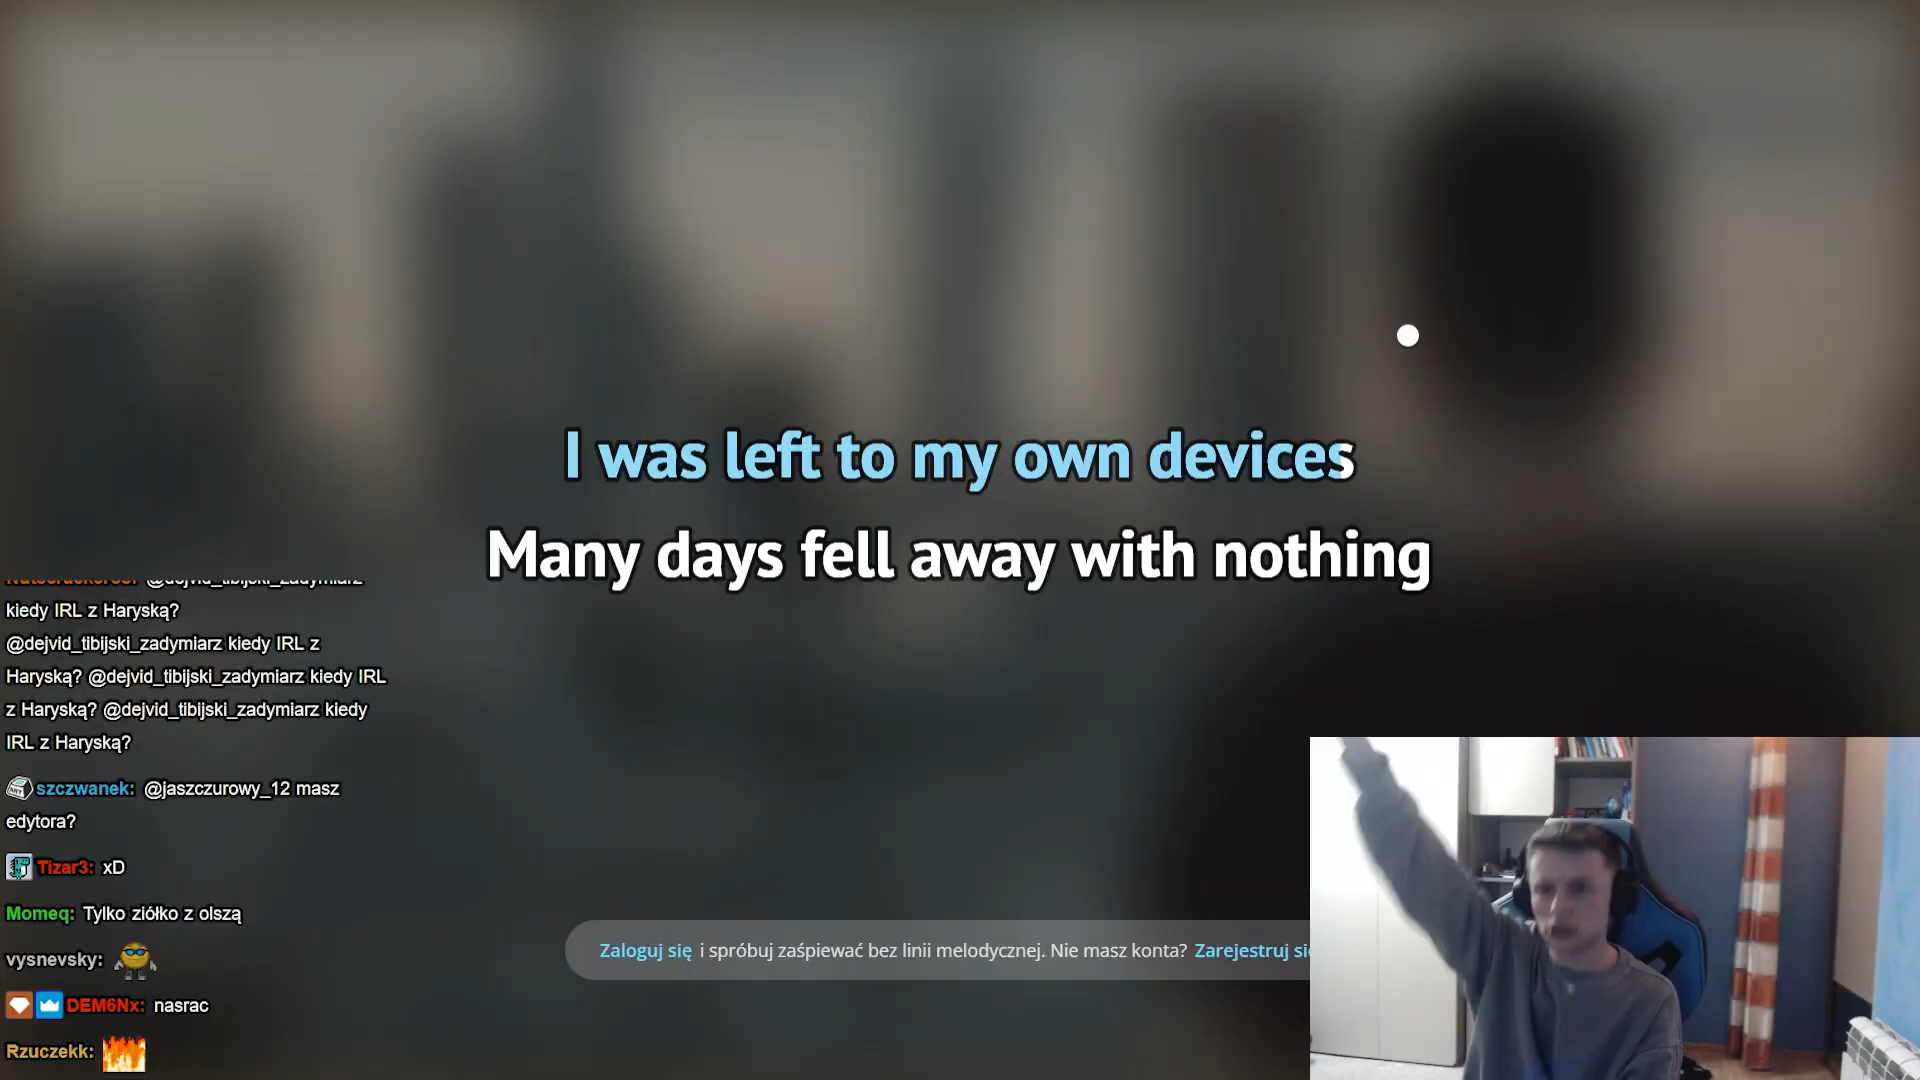 I was left to my own devices
Many days fell away with nothing
@dejvid_tibijski_zadymiarz
kiedy IRL z Haryską?
@dejvid_tibijski_zadymiarz kiedy IRL z
Haryską? @dejvid_tibijski_zadymiarz kiedy IRL
z Haryską? @dejvid_tibijski_zadymiarz kiedy
IRL z Haryską?
szczwanek: @jaszczurowy_12 masz
edytora?
Tizar3: xD
Momeq: Tylko ziółko z olszą
vysnevsky:
DEM6Nx: nasrac
Rzuczekk:
Zaloguj się i spróbuj zaśpiewać bez linii melodycznej. Nie masz konta? Zarejestruj